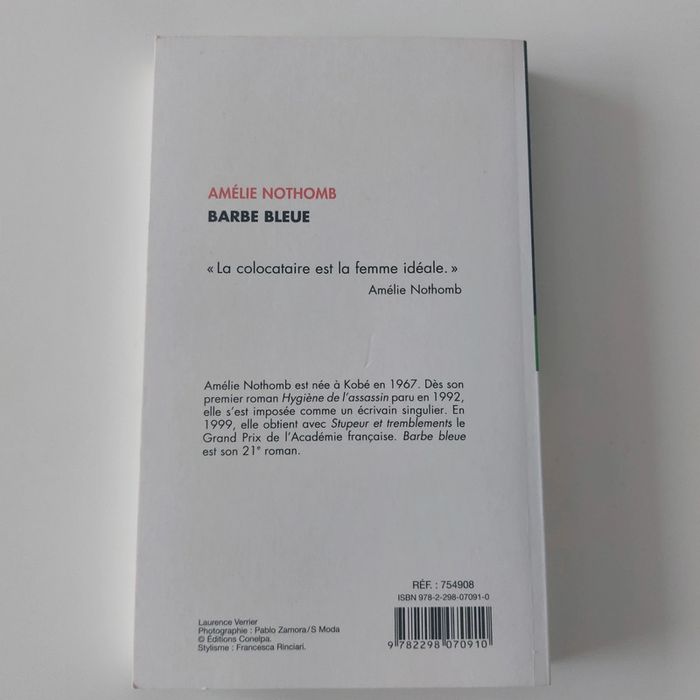 AMÉLIE NOTHOMB
BARBE BLEUE
« La colocataire est la femme idéale. »
Amélie Nothomb
Amélie Nothomb est née à Kobé en 1967. Dès son
premier roman Hygiène de l'assassin paru en 1992,
elle s'est imposée comme un écrivain singulier. En
1999, elle obtient avec Stupeur et tremblements le
Grand Prix de l'Académie française. Barbe bleue
est son 21e roman.
RÉF. : 754908
ISBN 978-2-298-07091-0
9 782298 070910
Laurence Verrier
Photographie : Pablo Zamora/S Moda
© Éditions Conelpa.
Stylisme : Francesca Rinciari.